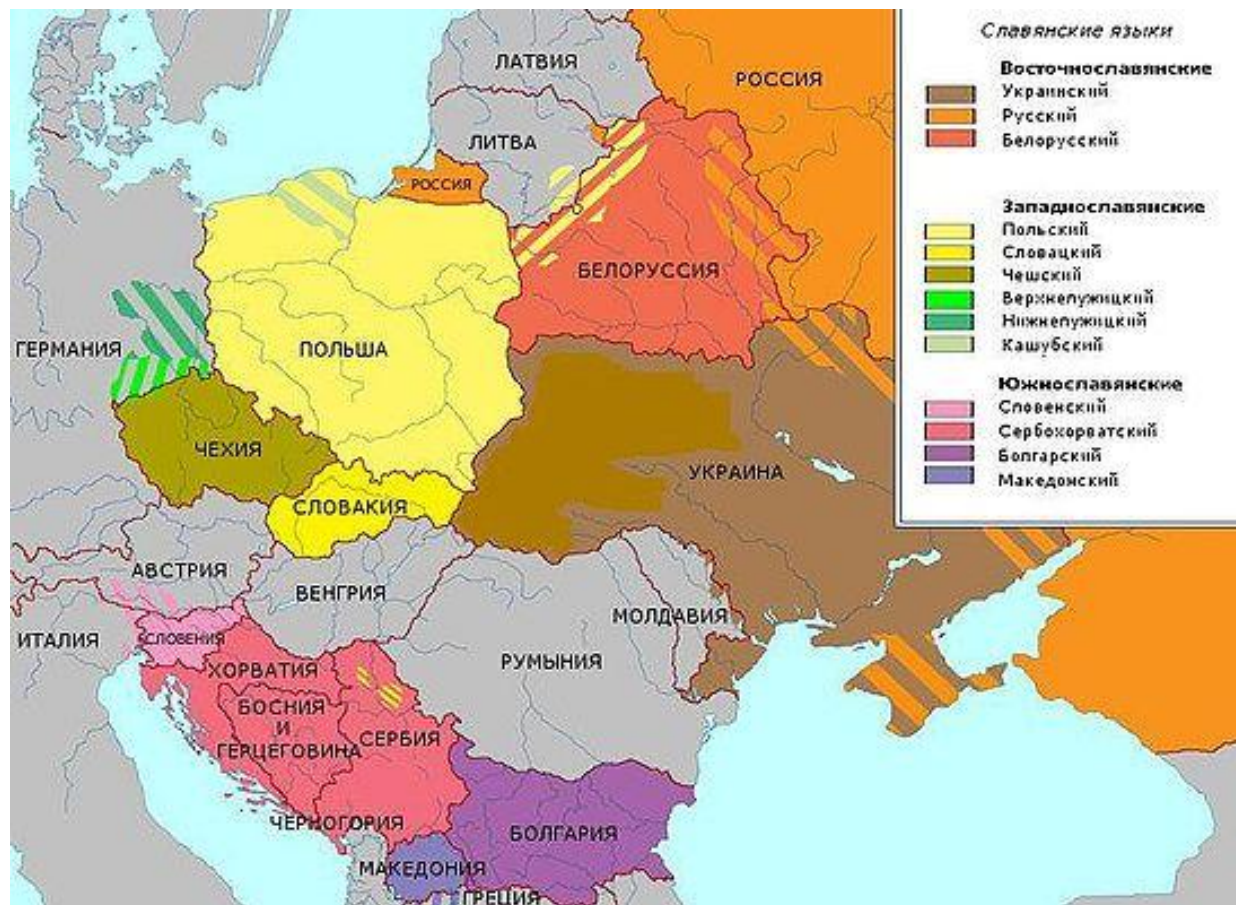 Славянские языки
Восточнославянские
Украинский
Русский
Белорусский
Западнославянские
Польский
Словацкий
Чешский
Верхнелужицкий
Нижнелужицкий
Кашубский
Южнославянские
Словенский
Сербохорватский
Болгарский
Македонский
ЛАТВИЯ
РОССИЯ
ЛИТВА
РОССИЯ
БЕЛОРУССИЯ
ГЕРМАНИЯ
ПОЛЬША
ЧЕХИЯ
УКРАИНА
СЛОВАКИЯ
АВСТРИЯ
ВЕНГРИЯ
МОЛДАВИЯ
ИТАЛИЯ
СЛОВЕНИЯ
РУМЫНИЯ
ХОРВАТИЯ
БОСНИЯ
И
ГЕРЦЕГОВИНА
СЕРБИЯ
ЧЕРНОГОРИЯ
БОЛГАРИЯ
МАКЕДОНИЯ
ГРЕЦИЯ